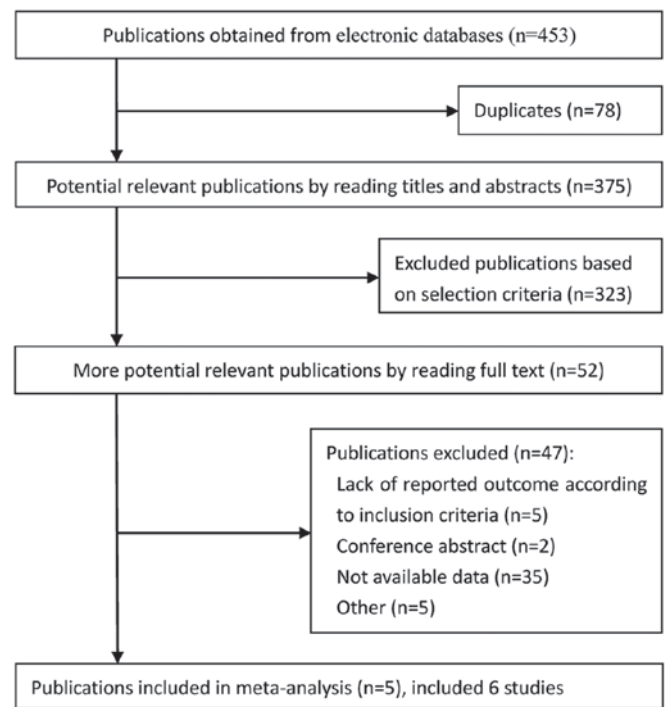 Publications obtained from electronic databases (n=453)
Duplicates (n=78)
Potential relevant publications by reading titles and abstracts (n=375)
Excluded publications based
on selection criteria (n=323)
More potential relevant publications by reading full text (n=52)
Publications excluded (n=47):
Lack of reported outcome according
to inclusion criteria (n=5)
Conference abstract (n=2)
Not available data (n=35)
Other (n=5)
Publications included in meta-analysis (n=5), included 6 studies